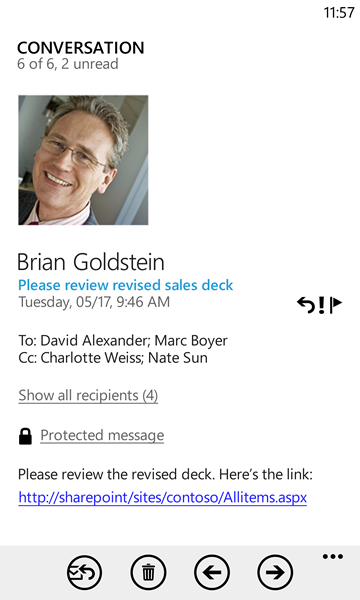 11:57
CONVERSATION
6 of 6, 2 unread
Brian Goldstein
Please review revised sales deck
Tuesday, 05/17, 9:46 AM
To: David Alexander; Marc Boyer
Cc: Charlotte Weiss; Nate Sun
Show all recipients (4)
Protected message
Please review the revised deck. Here's the link:
http://sharepoint/sites/contoso/Allitems.aspx